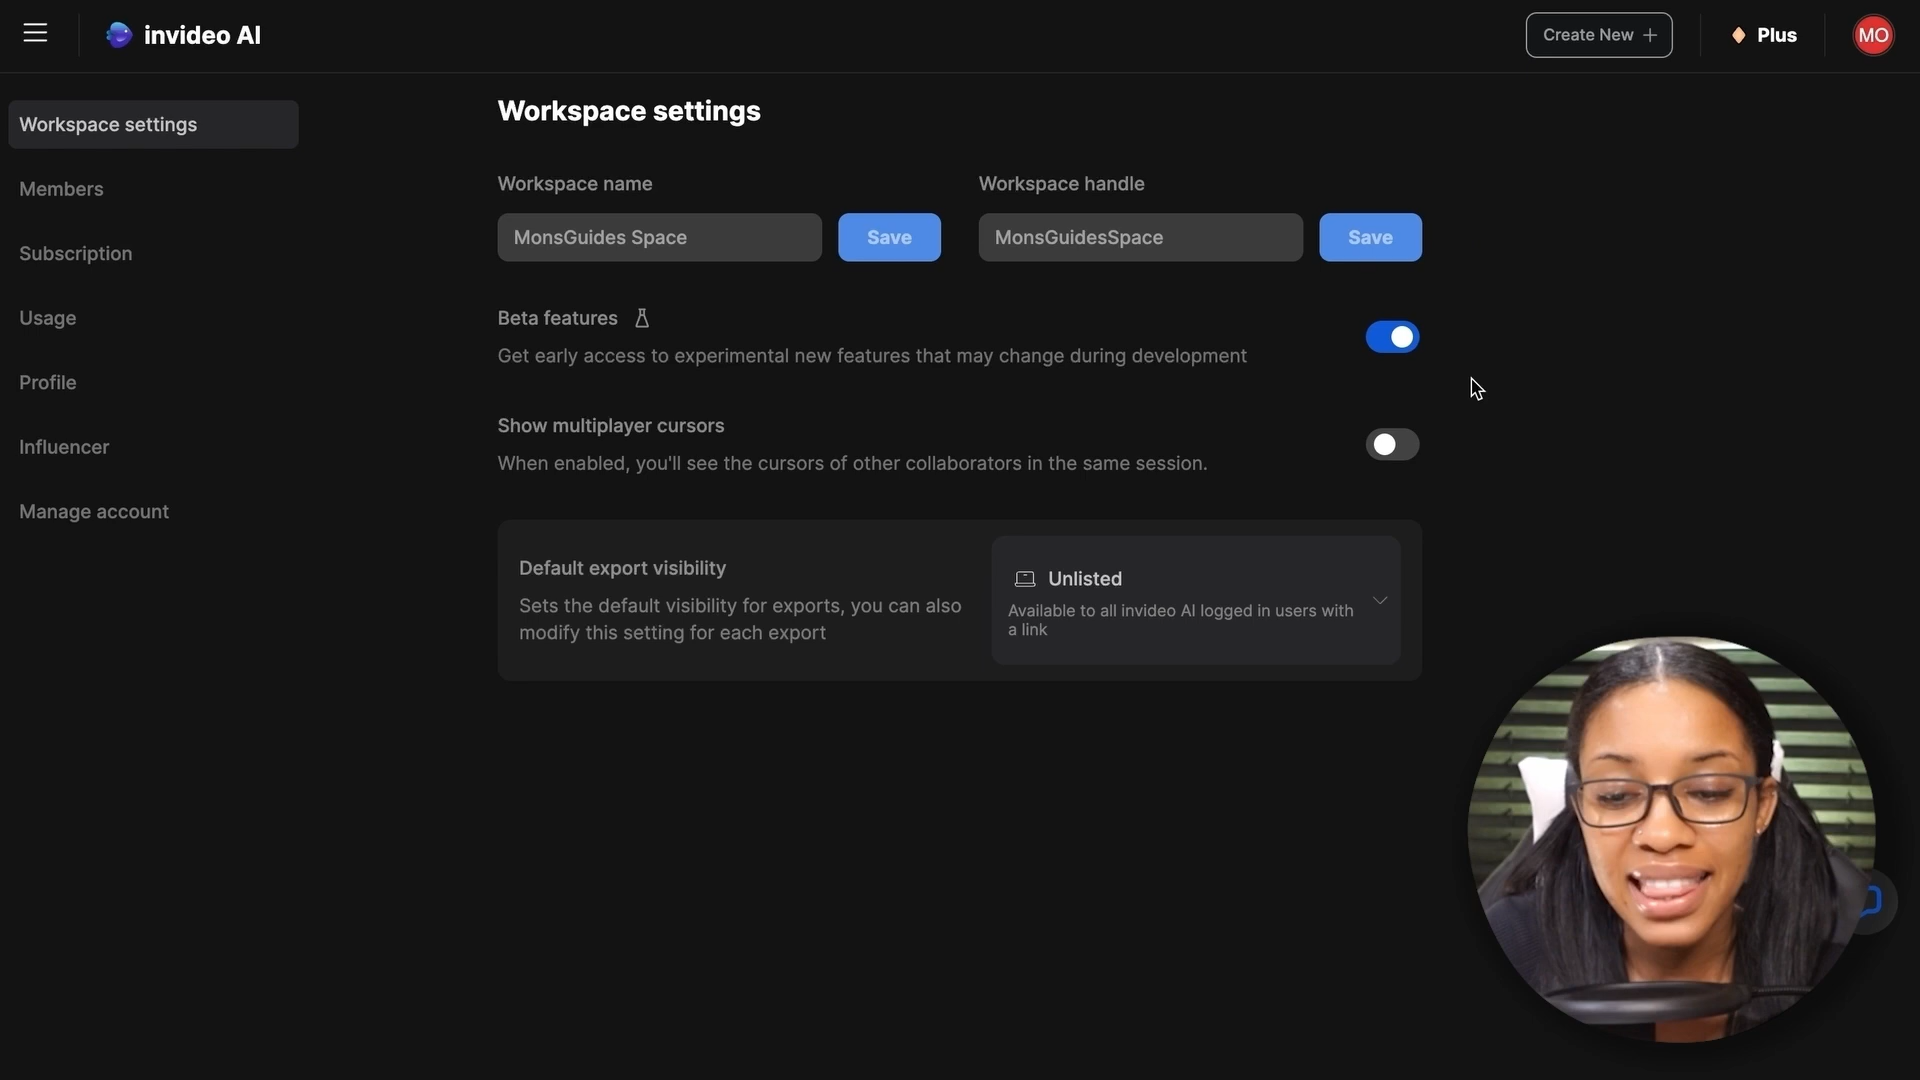 invideo AI
Create New +
Plus
MO
Workspace settings
Members
Subscription
Usage
Profile
Influencer
Manage account
Workspace settings
Workspace name
Workspace handle
MonsGuides Space
Save
MonsGuidesSpace
Save
Beta features
Get early access to experimental new features that may change during development
Show multiplayer cursors
When enabled, you'll see the cursors of other collaborators in the same session.
Default export visibility
Sets the default visibility for exports, you can also
modify this setting for each export
Unlisted
Available to all invideo AI logged in users with
a link